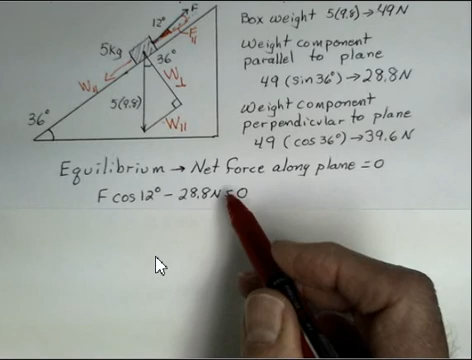 Box weight 5(9.8) → 49N
Weight component
parallel to plane
49 (sin 36°) → 28.8N
Weight component
perpendicular to plane
49 (cos 36°) → 39.6N
12°
F
F||
5kg
36°
W||
W⊥
5(9.8)
W||
36°
Equilibrium → Net force along plane = 0
F cos 12° - 28.8N = 0